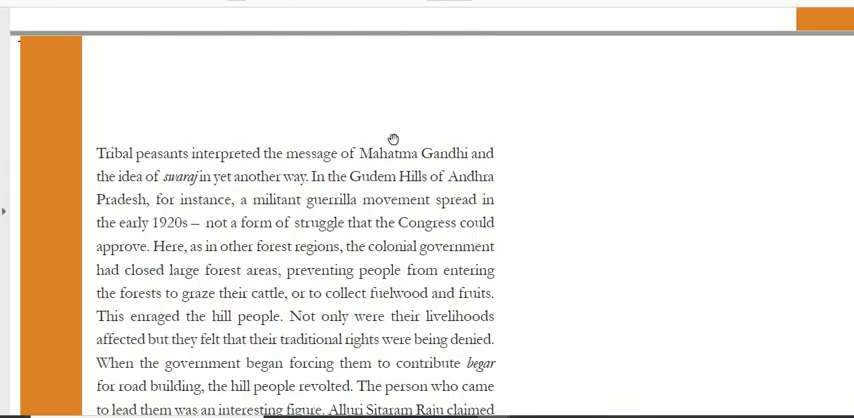 Tribal peasants interpreted the message of Mahatma Gandhi and
the idea of swaraj in yet another way. In the Gudem Hills of Andhra
Pradesh, for instance, a militant guerrilla movement spread in
the early 1920s – not a form of struggle that the Congress could
approve. Here, as in other forest regions, the colonial government
had closed large forest areas, preventing people from entering
the forests to graze their cattle, or to collect fuelwood and fruits.
This enraged the hill people. Not only were their livelihoods
affected but they felt that their traditional rights were being denied.
When the government began forcing them to contribute begar
for road building, the hill people revolted. The person who came
to lead them was an interesting figure. Alluri Sitaram Raju claimed